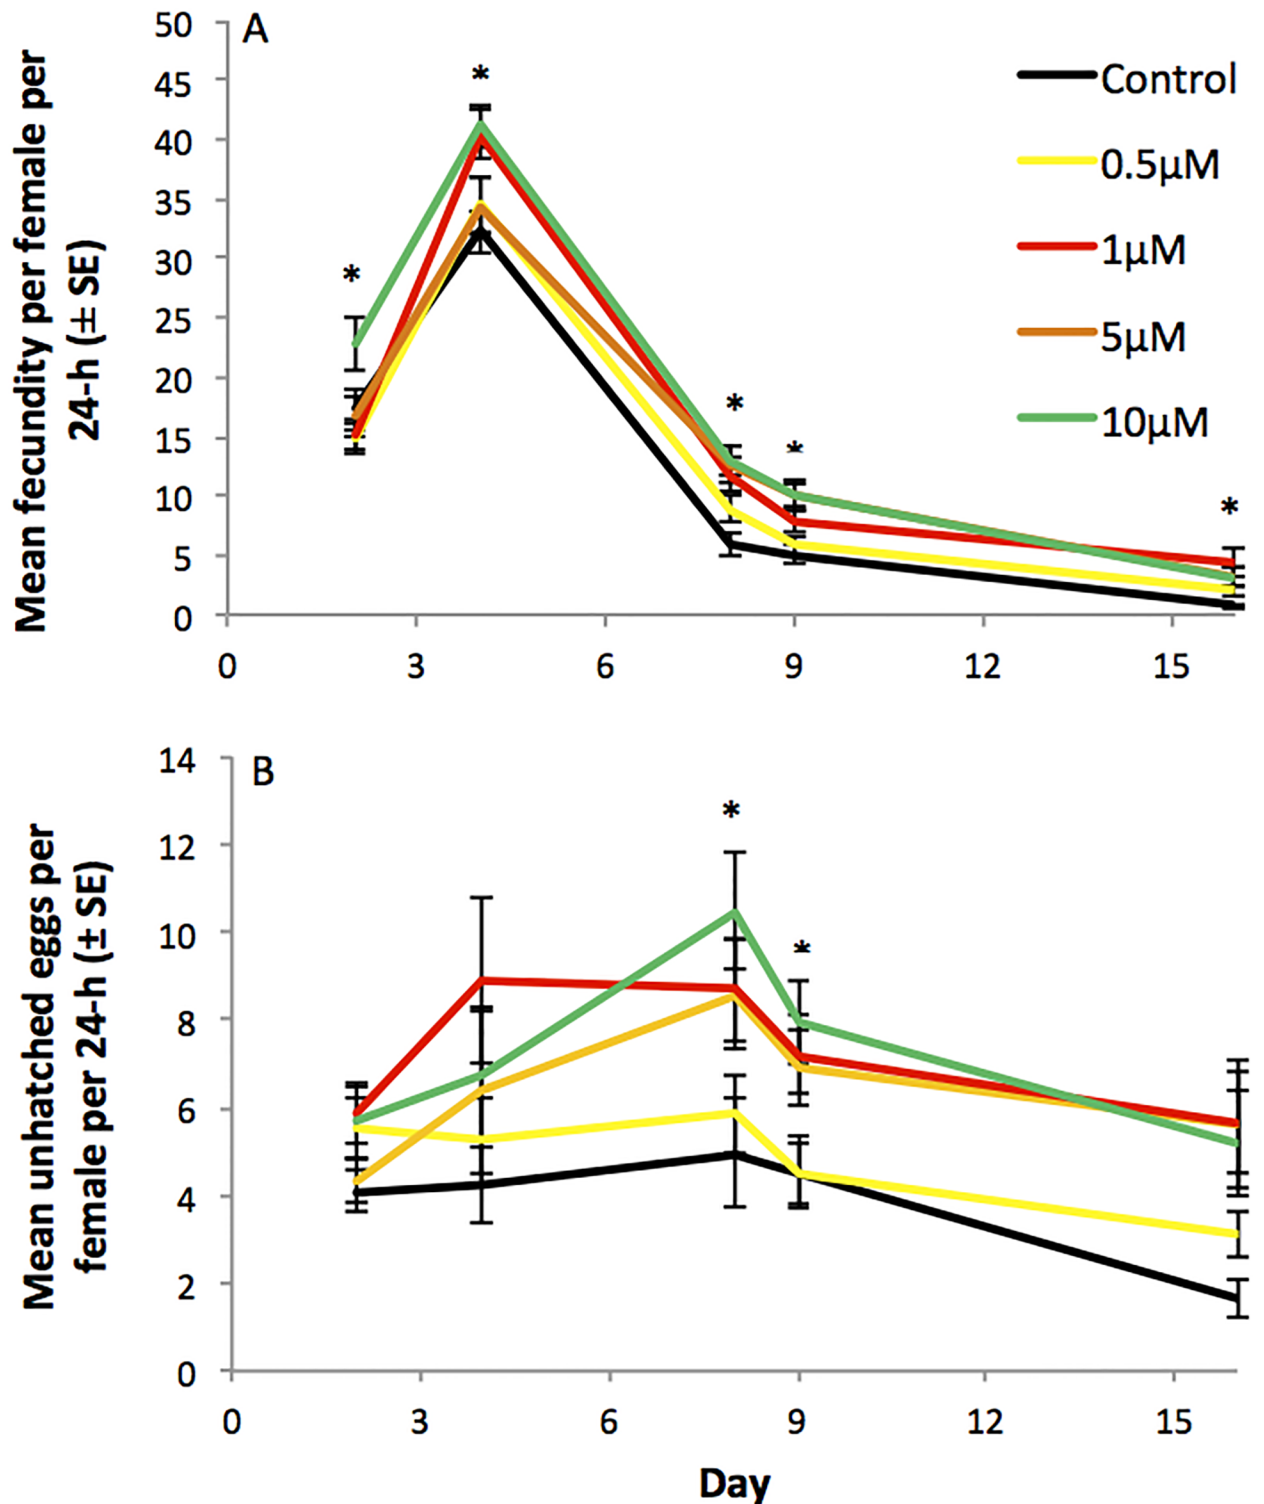 A
Mean fecundity per female per
24-h (± SE)
50
45
40
35
30
25
20
15
10
5
0
*
*
*
*
*
Control
0.5µM
1µM
5µM
10µM
0 3 6 9 12 15
B
Mean unhatched eggs per
female per 24-h (± SE)
14
12
10
8
6
4
2
0
*
*
0 3 6 9 12 15
Day